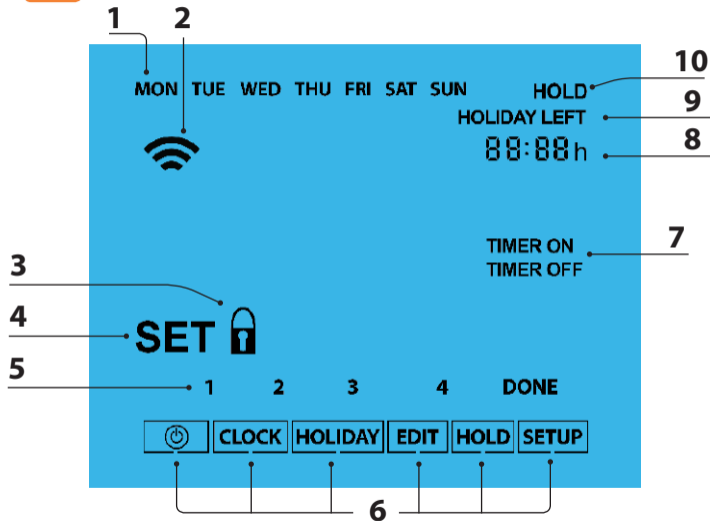 1 2
MON TUE WED THU FRI SAT SUN HOLD 10
HOLIDAY LEFT 9
88:88h 8
TIMER ON 7
TIMER OFF
3
4 SET
5
1 2 3 4 DONE
CLOCK HOLIDAY EDIT HOLD SETUP
6